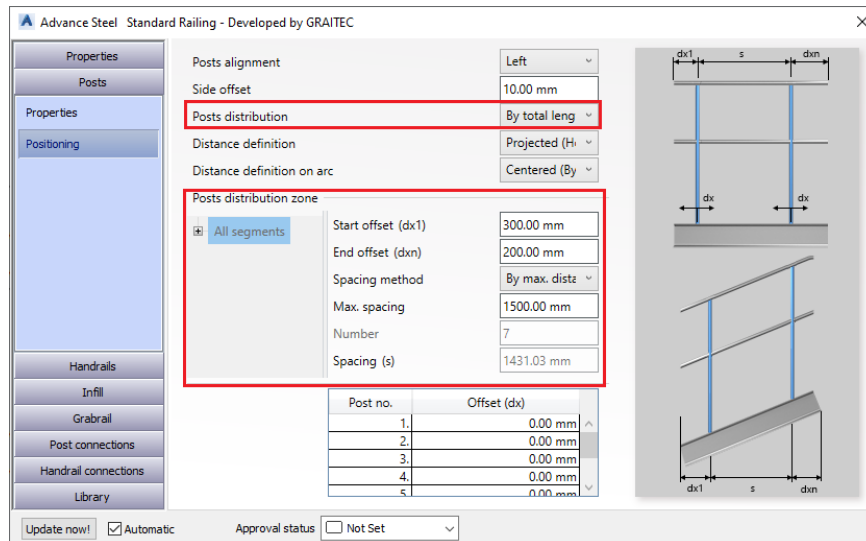 Advance Steel Standard Railing - Developed by GRAITEC
Properties
Posts
Properties
Positioning
Handrails
Infill
Grabrail
Post connections
Handrail connections
Library
Posts alignment Left
Side offset 10.00 mm
Posts distribution By total leng
Distance definition Projected (H
Distance definition on arc Centered (By
Posts distribution zone
All segments
Start offset (dx1) 300.00 mm
End offset (dxn) 200.00 mm
Spacing method By max. dista
Max. spacing 1500.00 mm
Number 7
Spacing (s) 1431.03 mm
Post no. Offset (dx)
1. 0.00 mm
2. 0.00 mm
3. 0.00 mm
4. 0.00 mm
5 0.00 mm
dx1 s dxn
dx dx
dx1 s dxn
Update now! Automatic Approval status Not Set